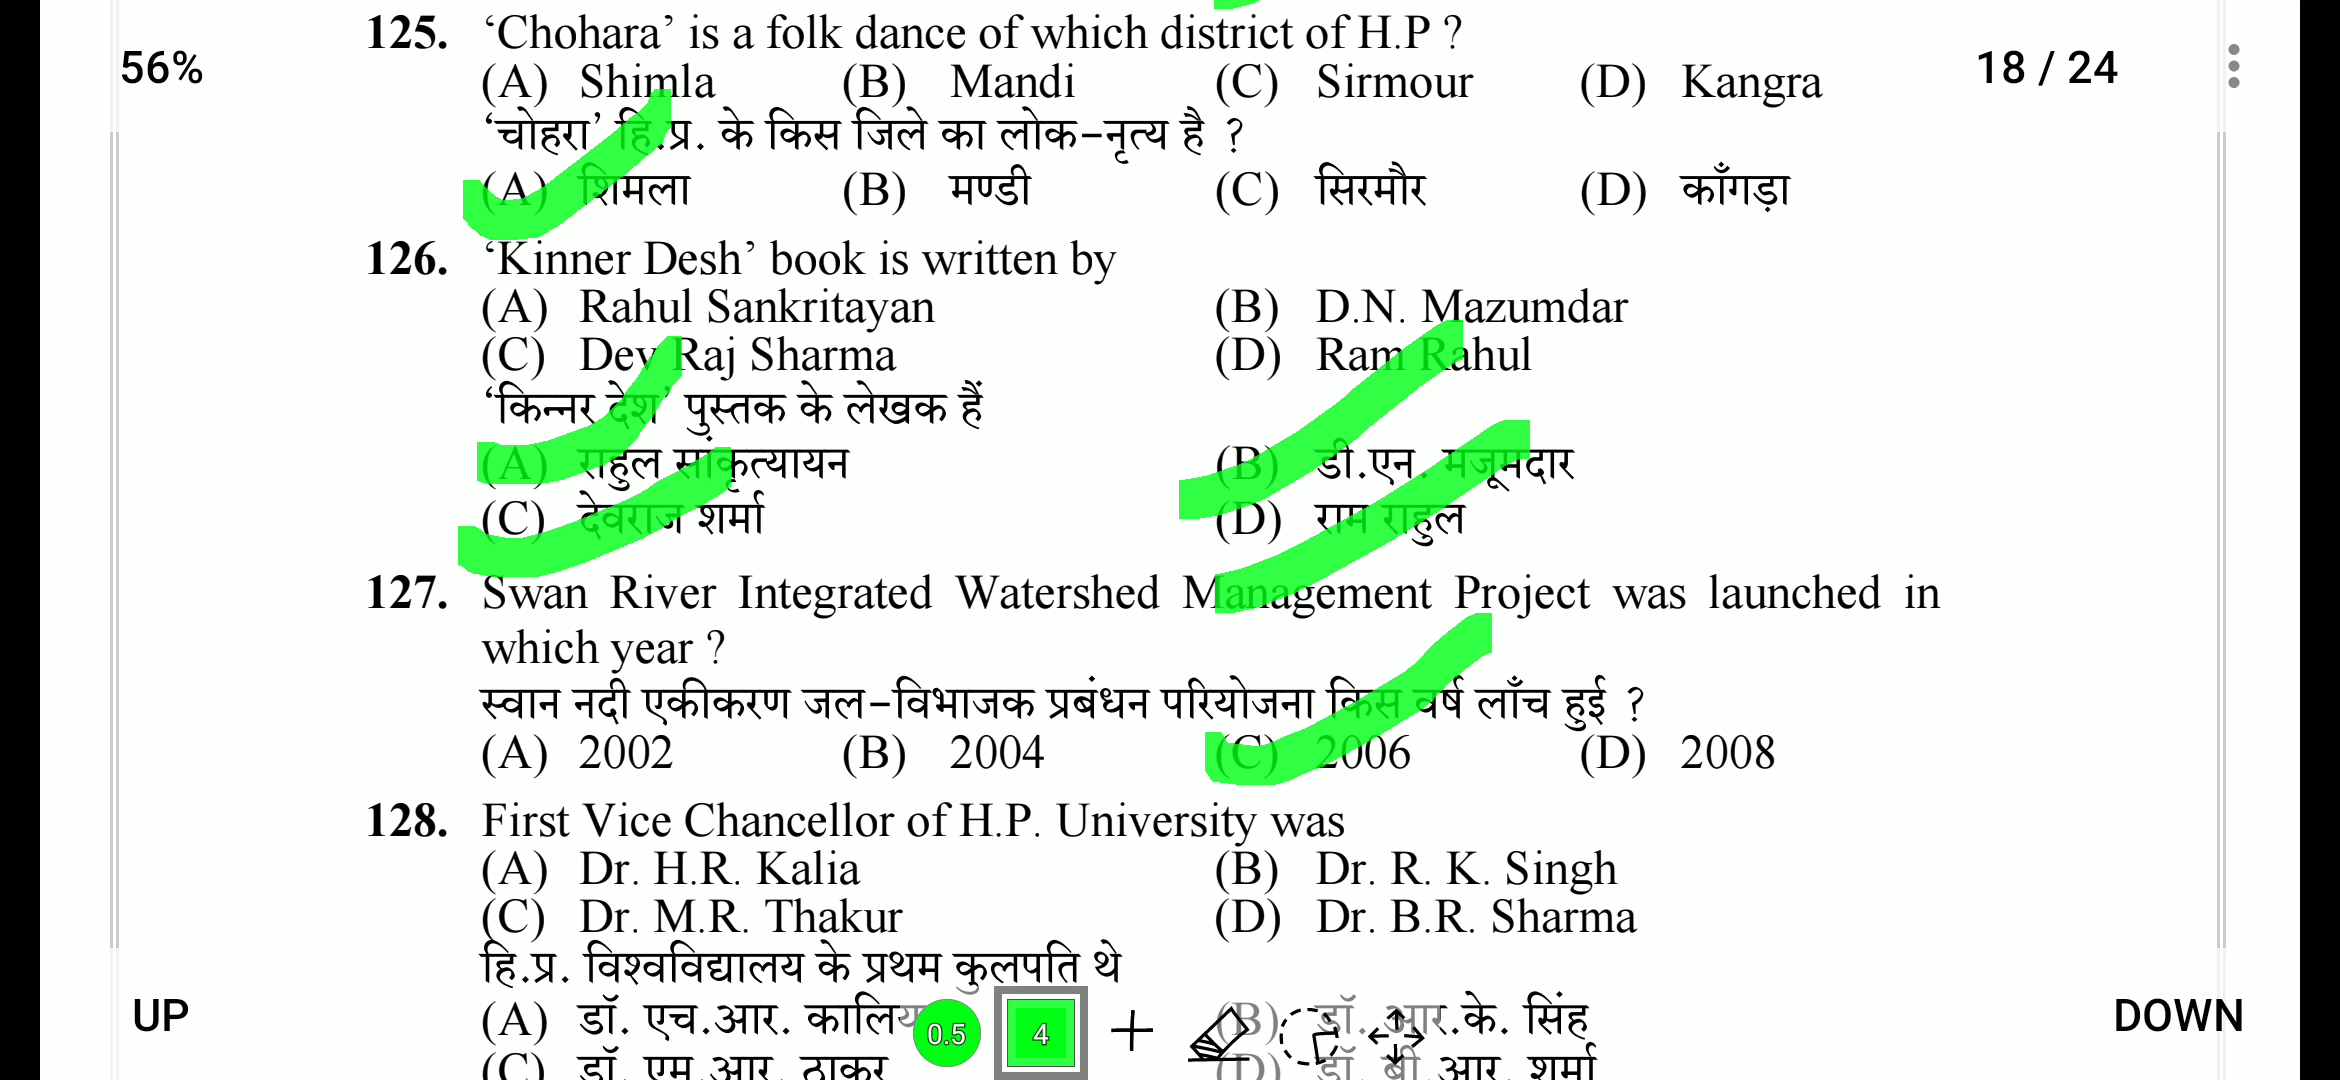 125. ‘Chohara’ is a folk dance of which district of H.P ?
56%
18 / 24
(A) Shimla (B) Mandi (C) Sirmour (D) Kangra
‘चोहरा’ हि.प्र. के किस जिले का लोक-नृत्य है ?
(A) शिमला (B) मण्डी (C) सिरमौर (D) काँगड़ा
126. ‘Kinner Desh’ book is written by
(A) Rahul Sankritayan (B) D.N. Mazumdar
(C) Dev Raj Sharma (D) Ram Rahul
‘किन्नर देश’ पुस्तक के लेखक हैं
(A) राहुल सांकृत्यायन (B) डी.एन. मजूमदार
(C) देवराज शर्मा (D) राम राहुल
127. Swan River Integrated Watershed Management Project was launched in
which year ?
स्वान नदी एकीकरण जल-विभाजक प्रबंधन परियोजना किस वर्ष लाँच हुई ?
(A) 2002 (B) 2004 (C) 2006 (D) 2008
128. First Vice Chancellor of H.P. University was
(A) Dr. H.R. Kalia (B) Dr. R. K. Singh
(C) Dr. M.R. Thakur (D) Dr. B.R. Sharma
हि.प्र. विश्वविद्यालय के प्रथम कुलपति थे
UP
(A) डॉ. एच.आर. कालिया (B) डॉ. आर.के. सिंह
DOWN
0.5 4
(C) डॉ. एम.आर. ठाकुर (D) डॉ. बी.आर. शर्मा